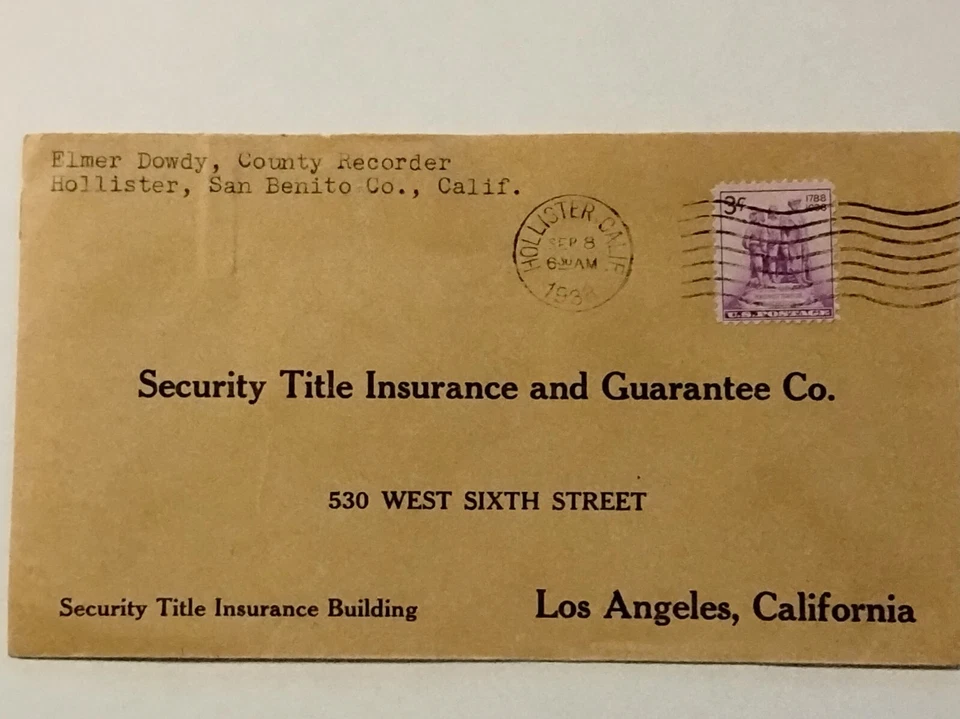 Elmer Dowdy, County Recorder
Hollister, San Benito Co., Calif.
HOLLISTER, CALIF.
SEP 8
6 30 AM
3¢
1788
U.S. POSTAGE
Security Title Insurance and Guarantee Co.
530 WEST SIXTH STREET
Security Title Insurance Building
Los Angeles, California